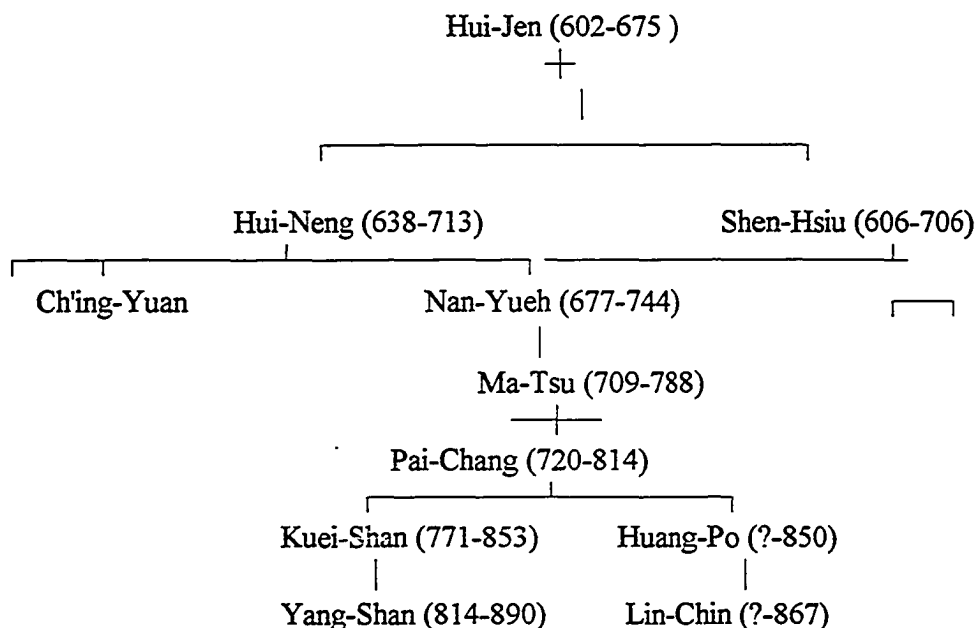 Hui-Jen (602-675 )
Hui-Neng (638-713) Shen-Hsiu (606-706)
Ch'ing-Yuan Nan-Yueh (677-744)
Ma-Tsu (709-788)
Pai-Chang (720-814)
Kuei-Shan (771-853) Huang-Po (?-850)
Yang-Shan (814-890) Lin-Chin (?-867)